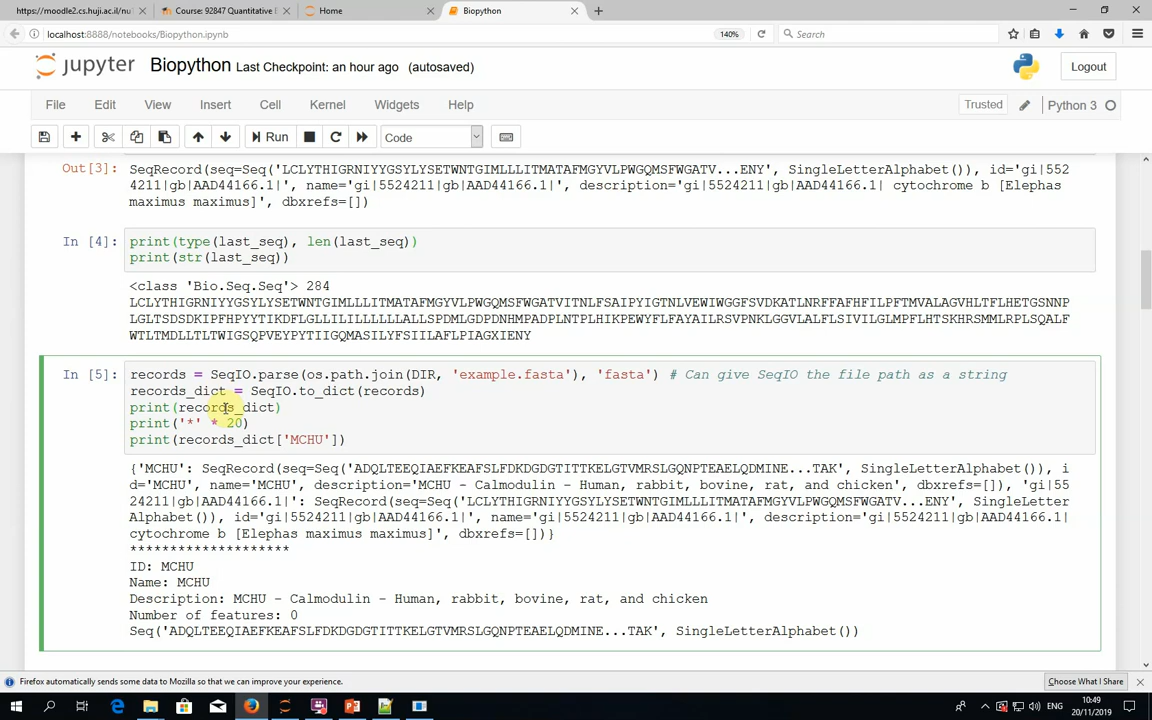 https://moodle2.cs.huji.ac.il/nu
Course: 92847 Quantitative E
Home
Biopython
localhost:8888/notebooks/Biopython.ipynb
140%
Search
jupyter
Biopython Last Checkpoint: an hour ago (autosaved)
Logout
File Edit View Insert Cell Kernel Widgets Help
Trusted
Python 3
Run
Code
Out[3]: SeqRecord(seq=Seq('LCLYTHIGRNIYYGSYLYSETWNTGIMLLLITMATAFMGYVLPWGQMSFWGATV...ENY', SingleLetterAlphabet()), id='gi|552
4211|gb|AAD44166.1|', name='gi|5524211|gb|AAD44166.1|', description='gi|5524211|gb|AAD44166.1| cytochrome b [Elephas
maximus maximus]', dbxrefs=[])
In [4]: print(type(last_seq), len(last_seq))
print(str(last_seq))
<class 'Bio.Seq.Seq'> 284
LCLYTHIGRNIYYGSYLYSETWNTGIMLLLITMATAFMGYVLPWGQMSFWGATVITNLFSAIPYIGTNLVEWIWGGFSVDKATLNRFFAFHFILPFTMVALAGVHLTFLHETGSNNP
LGLTSDSDKIPFHPYYTIKDFLGLLILILLLLLLALLSPDMLGDPDNHMPADPLNTPLHIKPEWYFLFAYAILRSVPNKLGGVLALFLSIVILGLMPFLHTSKHRSMMLRPLSQALF
WTLTMDLLTLTWIGSQPVEYPYTIIGQMASILYFSIILAFLPIAGXIENY
In [5]: records = SeqIO.parse(os.path.join(DIR, 'example.fasta'), 'fasta') # Can give SeqIO the file path as a string
records_dict = SeqIO.to_dict(records)
print(records_dict)
print('*' * 20)
print(records_dict['MCHU'])
{'MCHU': SeqRecord(seq=Seq('ADQLTEEQIAEFKEAFSLFDKDGDGTITTKELGTVMRSLGQNPTEAELQDMINE...TAK', SingleLetterAlphabet()), i
d='MCHU', name='MCHU', description='MCHU - Calmodulin - Human, rabbit, bovine, rat, and chicken', dbxrefs=[]), 'gi|55
24211|gb|AAD44166.1|': SeqRecord(seq=Seq('LCLYTHIGRNIYYGSYLYSETWNTGIMLLLITMATAFMGYVLPWGQMSFWGATV...ENY', SingleLetter
Alphabet()), id='gi|5524211|gb|AAD44166.1|', name='gi|5524211|gb|AAD44166.1|', description='gi|5524211|gb|AAD44166.1|
cytochrome b [Elephas maximus maximus]', dbxrefs=[])}
********************
ID: MCHU
Name: MCHU
Description: MCHU - Calmodulin - Human, rabbit, bovine, rat, and chicken
Number of features: 0
Seq('ADQLTEEQIAEFKEAFSLFDKDGDGTITTKELGTVMRSLGQNPTEAELQDMINE...TAK', SingleLetterAlphabet())
Firefox automatically sends some data to Mozilla so that we can improve your experience.
Choose What I Share
ENG
10:49
20/11/2019